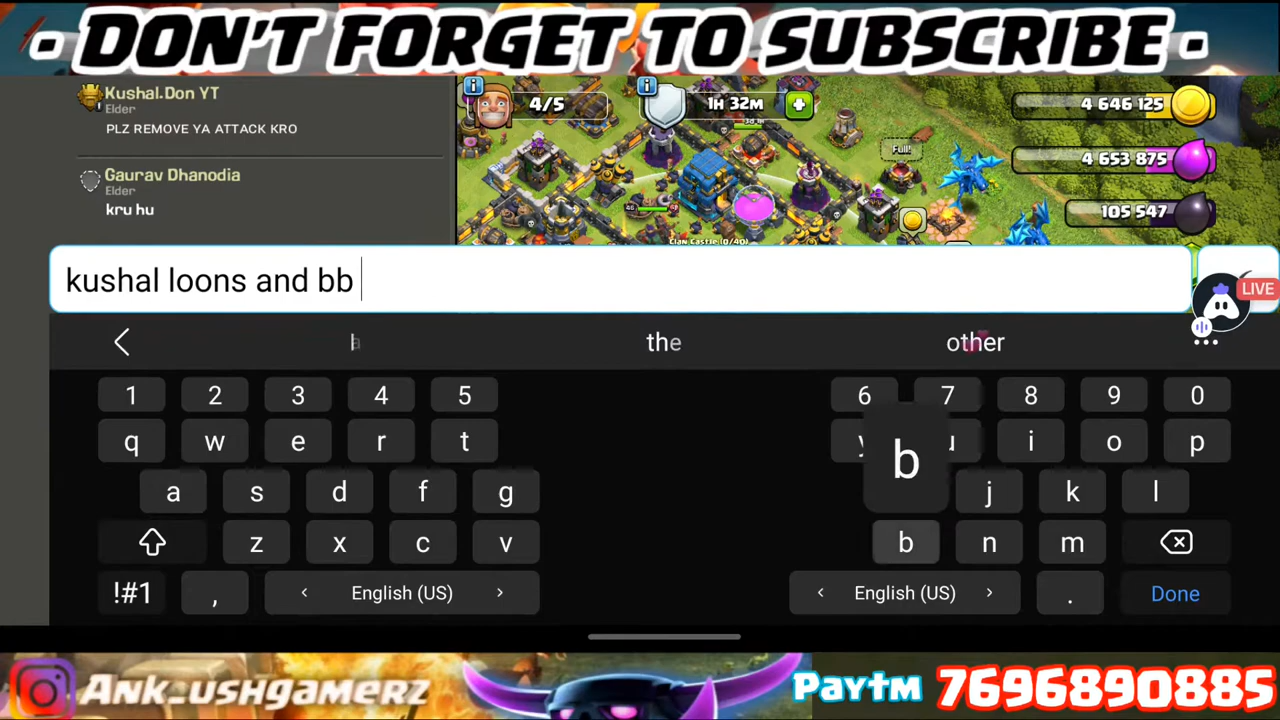 - DON'T FORGET TO SUBSCRIBE -
Kushal.Don YT
Elder
PLZ REMOVE YA ATTACK KRO
Gaurav Dhanodia
Elder
kru hu
4/5
1H 32M
4 646 125
4 653 875
105 547
Full!
46
Clan Castle (0/40)
kushal loons and bb
LIVE
the
other
1 2 3 4 5 6 7 8 9 0
q w e r t y u i o p
a s d f g j k l
b
z x c v b n m
!#1 , English (US) English (US) . Done
Ank_ushgamerz
Paytm 7696890885